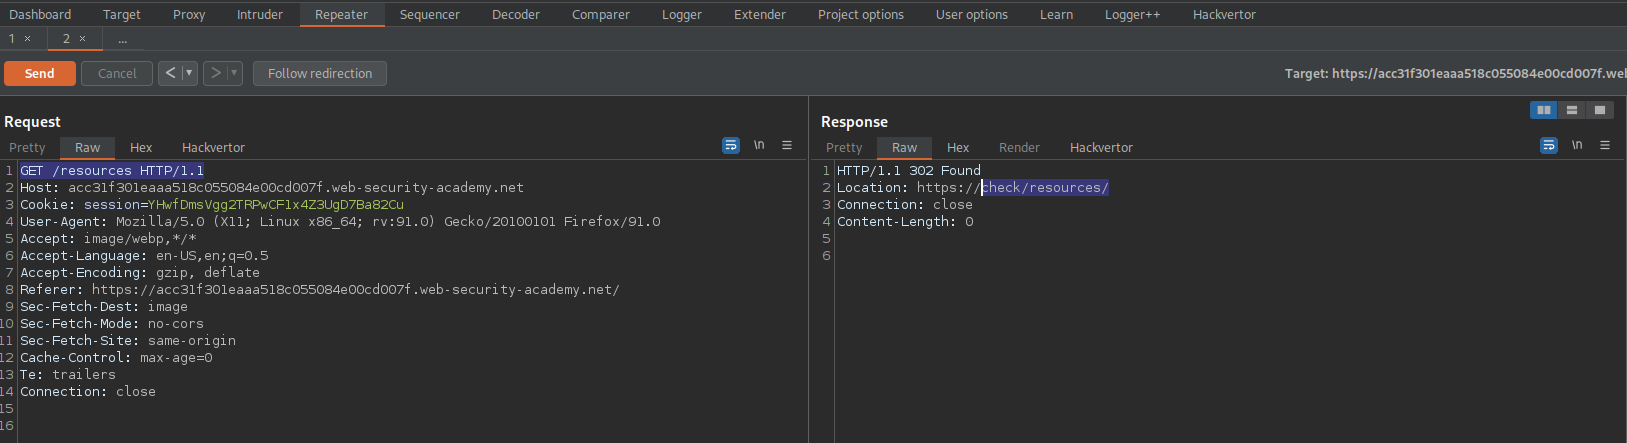 Dashboard Target Proxy Intruder Repeater Sequencer Decoder Comparer Logger Extender Project options User options Learn Logger++ Hackvertor
1 × 2 × ...
Send Cancel < > Follow redirection Target: https://acc31f301eaaa518c055084e00cd007f.we
Request
Pretty Raw Hex Hackvertor \n
1 GET /resources HTTP/1.1
2 Host: acc31f301eaaa518c055084e00cd007f.web-security-academy.net
3 Cookie: session=YHwfDmsVgg2TRPwCFlx4Z3UgD7Ba82Cu
4 User-Agent: Mozilla/5.0 (X11; Linux x86_64; rv:91.0) Gecko/20100101 Firefox/91.0
5 Accept: image/webp,*/*
6 Accept-Language: en-US,en;q=0.5
7 Accept-Encoding: gzip, deflate
8 Referer: https://acc31f301eaaa518c055084e00cd007f.web-security-academy.net/
9 Sec-Fetch-Dest: image
10 Sec-Fetch-Mode: no-cors
11 Sec-Fetch-Site: same-origin
12 Cache-Control: max-age=0
13 Te: trailers
14 Connection: close
15
16
Response
Pretty Raw Hex Render Hackvertor \n
1 HTTP/1.1 302 Found
2 Location: https://check/resources/
3 Connection: close
4 Content-Length: 0
5
6